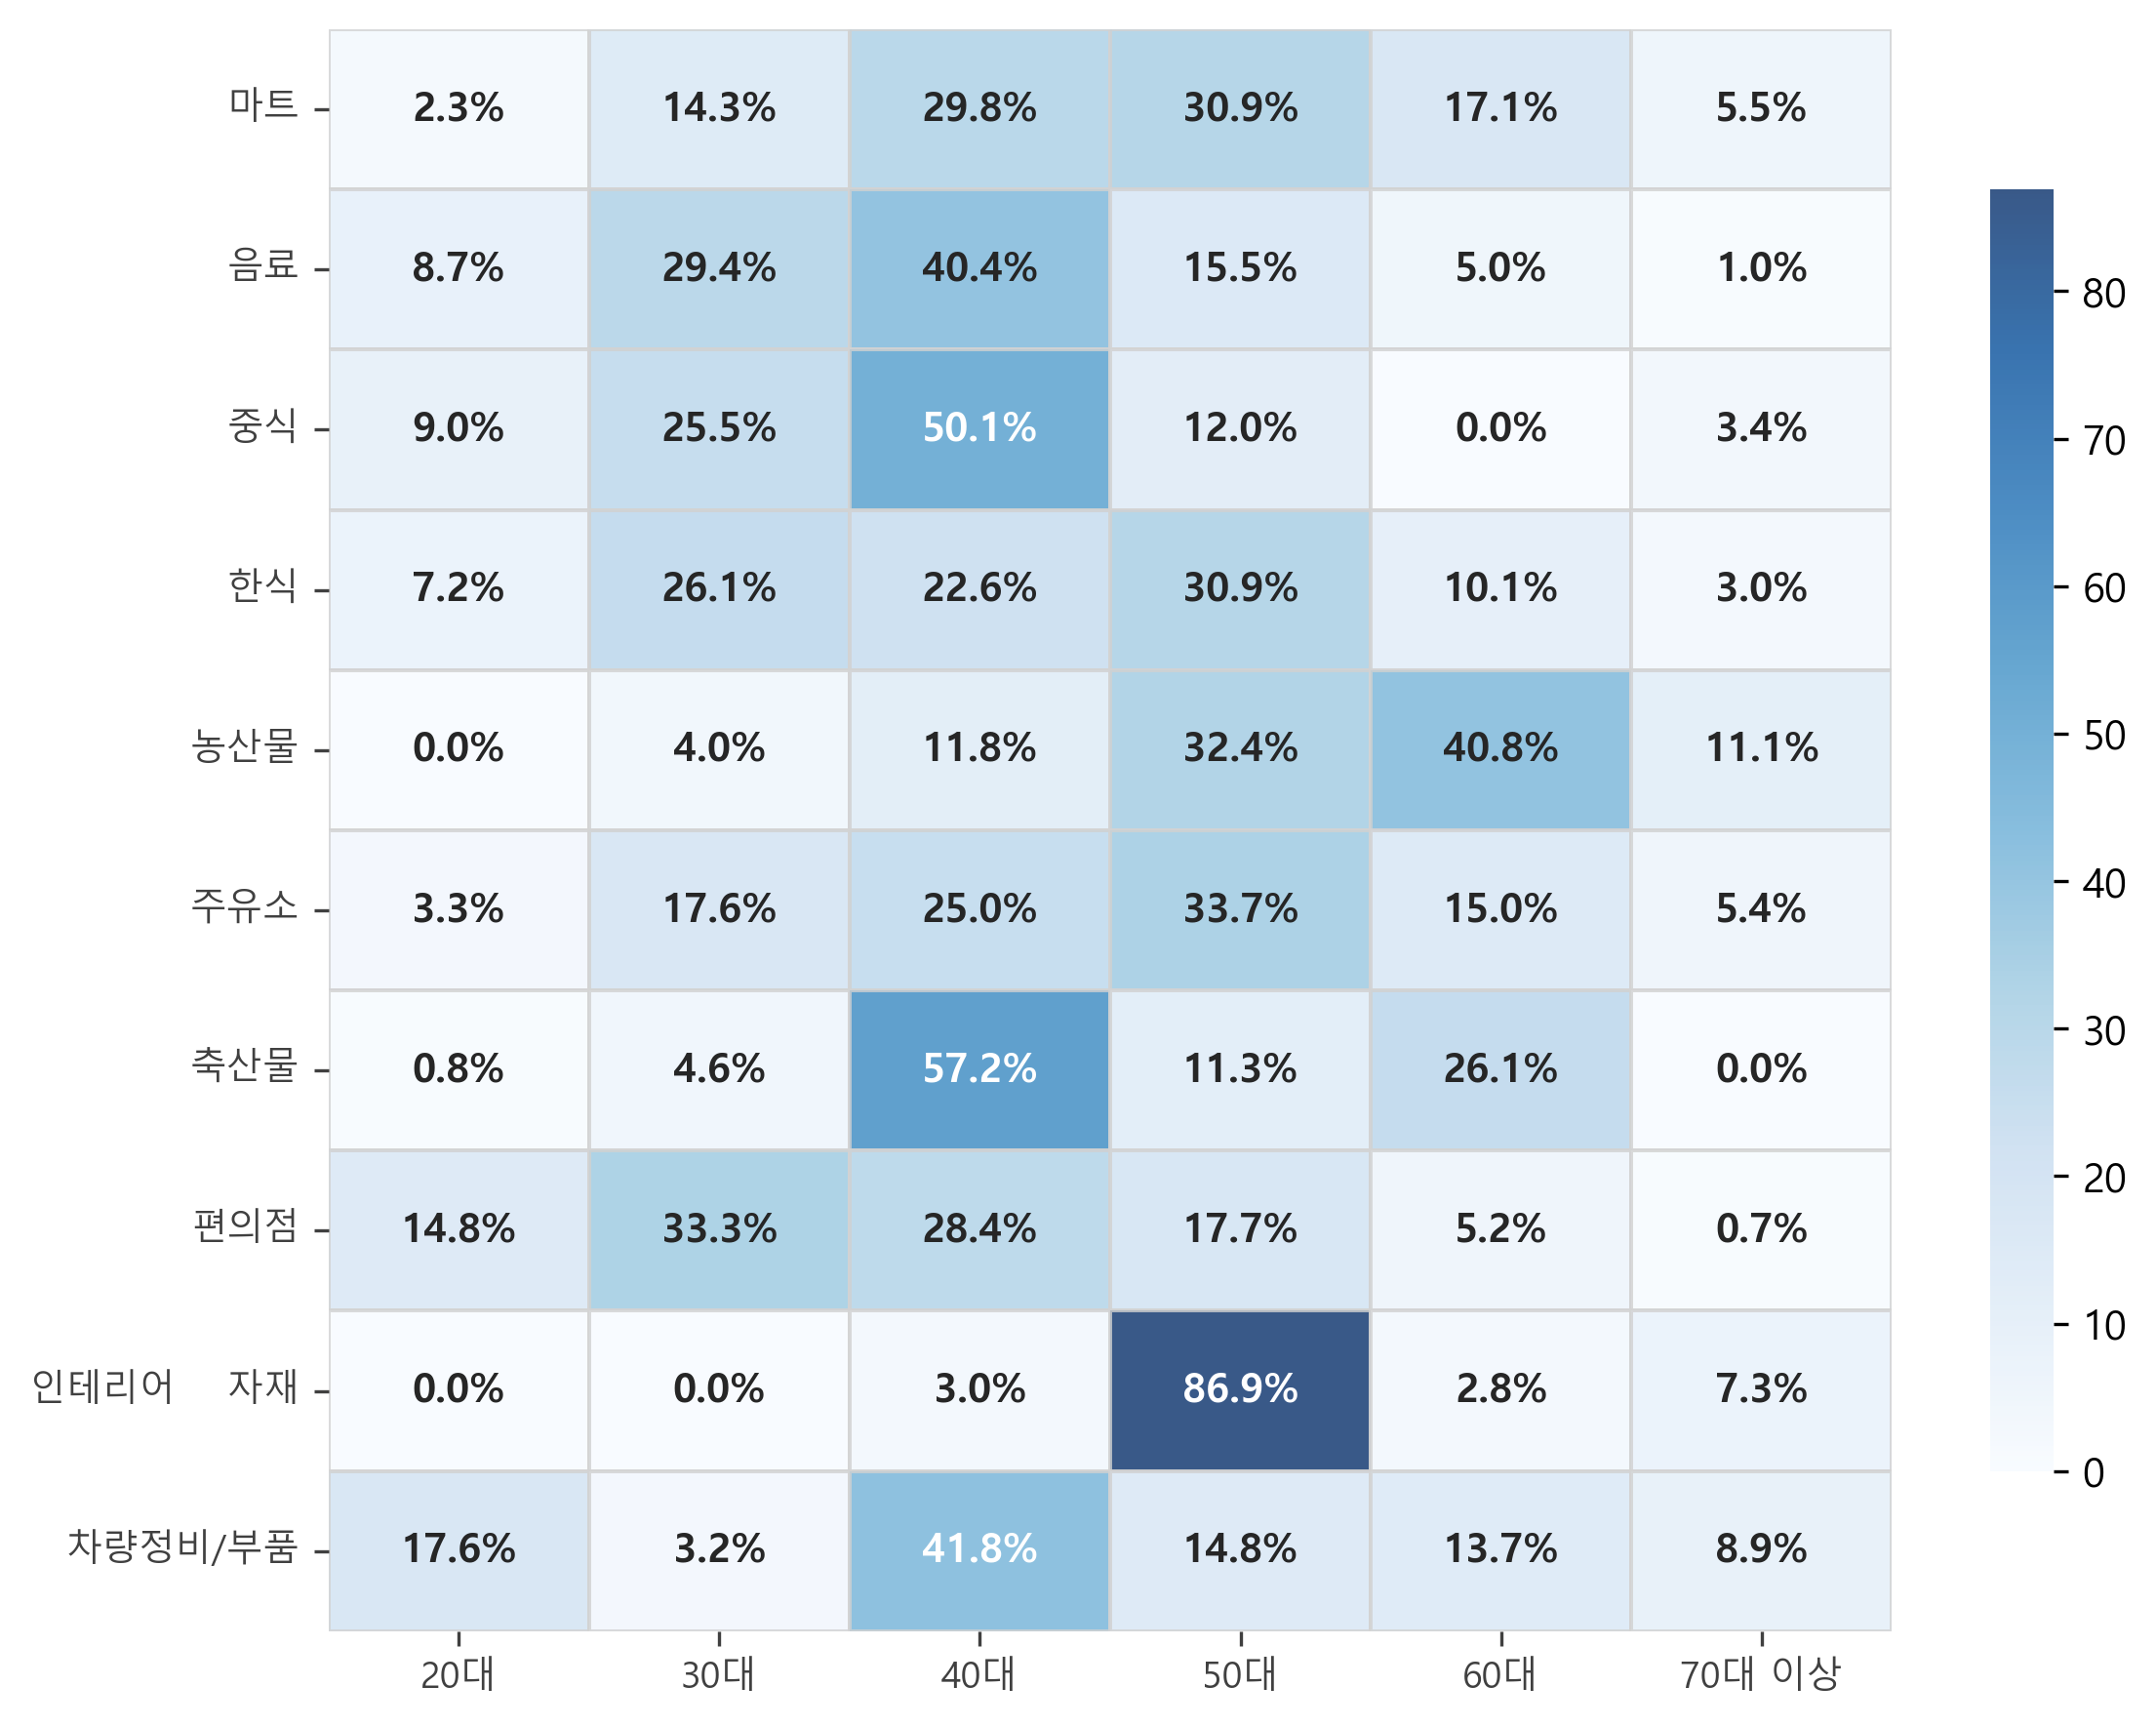 마트 2.3% 14.3% 29.8% 30.9% 17.1% 5.5%
음료 8.7% 29.4% 40.4% 15.5% 5.0% 1.0%
중식 9.0% 25.5% 50.1% 12.0% 0.0% 3.4%
한식 7.2% 26.1% 22.6% 30.9% 10.1% 3.0%
농산물 0.0% 4.0% 11.8% 32.4% 40.8% 11.1%
주유소 3.3% 17.6% 25.0% 33.7% 15.0% 5.4%
축산물 0.8% 4.6% 57.2% 11.3% 26.1% 0.0%
편의점 14.8% 33.3% 28.4% 17.7% 5.2% 0.7%
인테리어 자재 0.0% 0.0% 3.0% 86.9% 2.8% 7.3%
차량정비/부품 17.6% 3.2% 41.8% 14.8% 13.7% 8.9%
20대 30대 40대 50대 60대 70대 이상
80
70
60
50
40
30
20
10
0